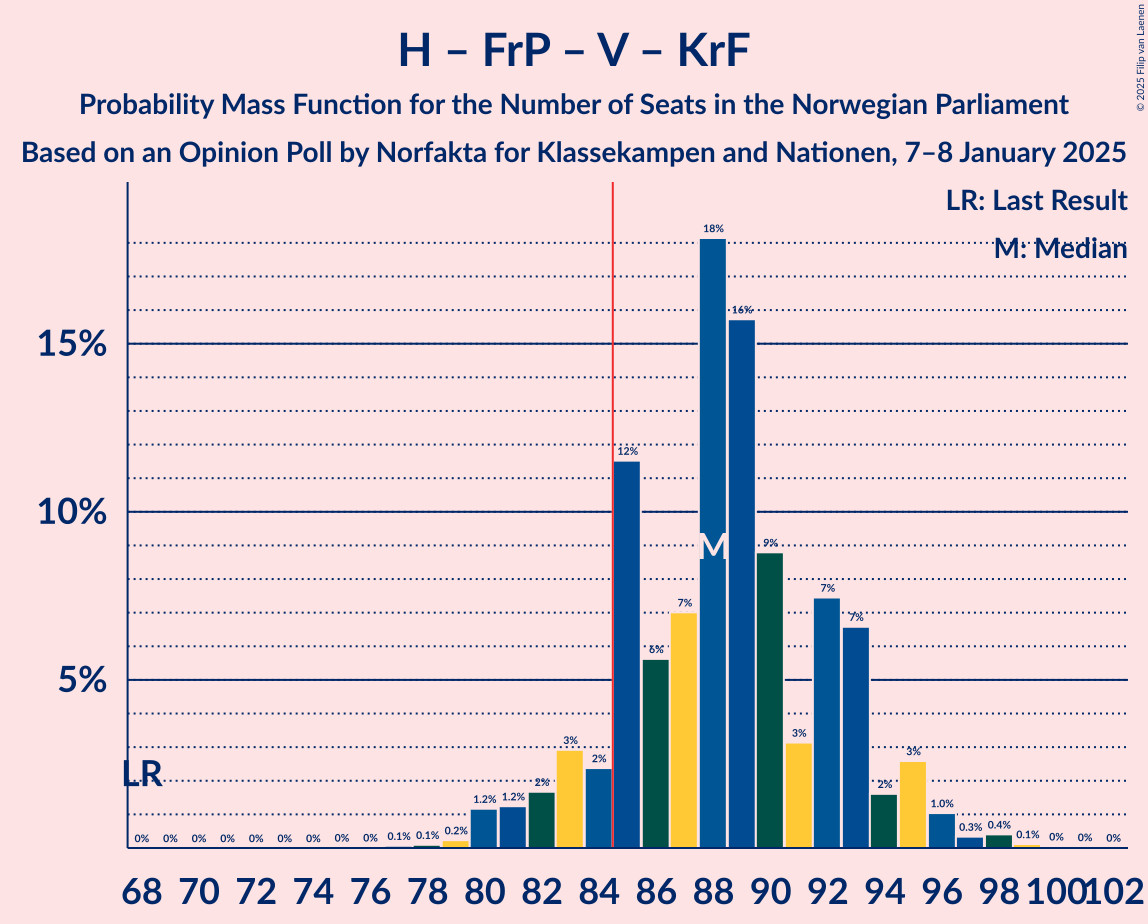 H – FrP – V – KrF
Probability Mass Function for the Number of Seats in the Norwegian Parliament
Based on an Opinion Poll by Norfakta for Klassekampen and Nationen, 7–8 January 2025
© 2025 Filip van Laenen
LR: Last Result
M: Median
15%
10%
5%
LR
M
0% 0% 0% 0% 0% 0% 0% 0% 0% 0.1% 0.1% 0.2% 1.2% 1.2% 2% 3% 2% 12% 6% 7% 18% 16% 9% 3% 7% 7% 2% 3% 1.0% 0.3% 0.4% 0.1% 0% 0% 0%
68 70 72 74 76 78 80 82 84 86 88 90 92 94 96 98 100 102